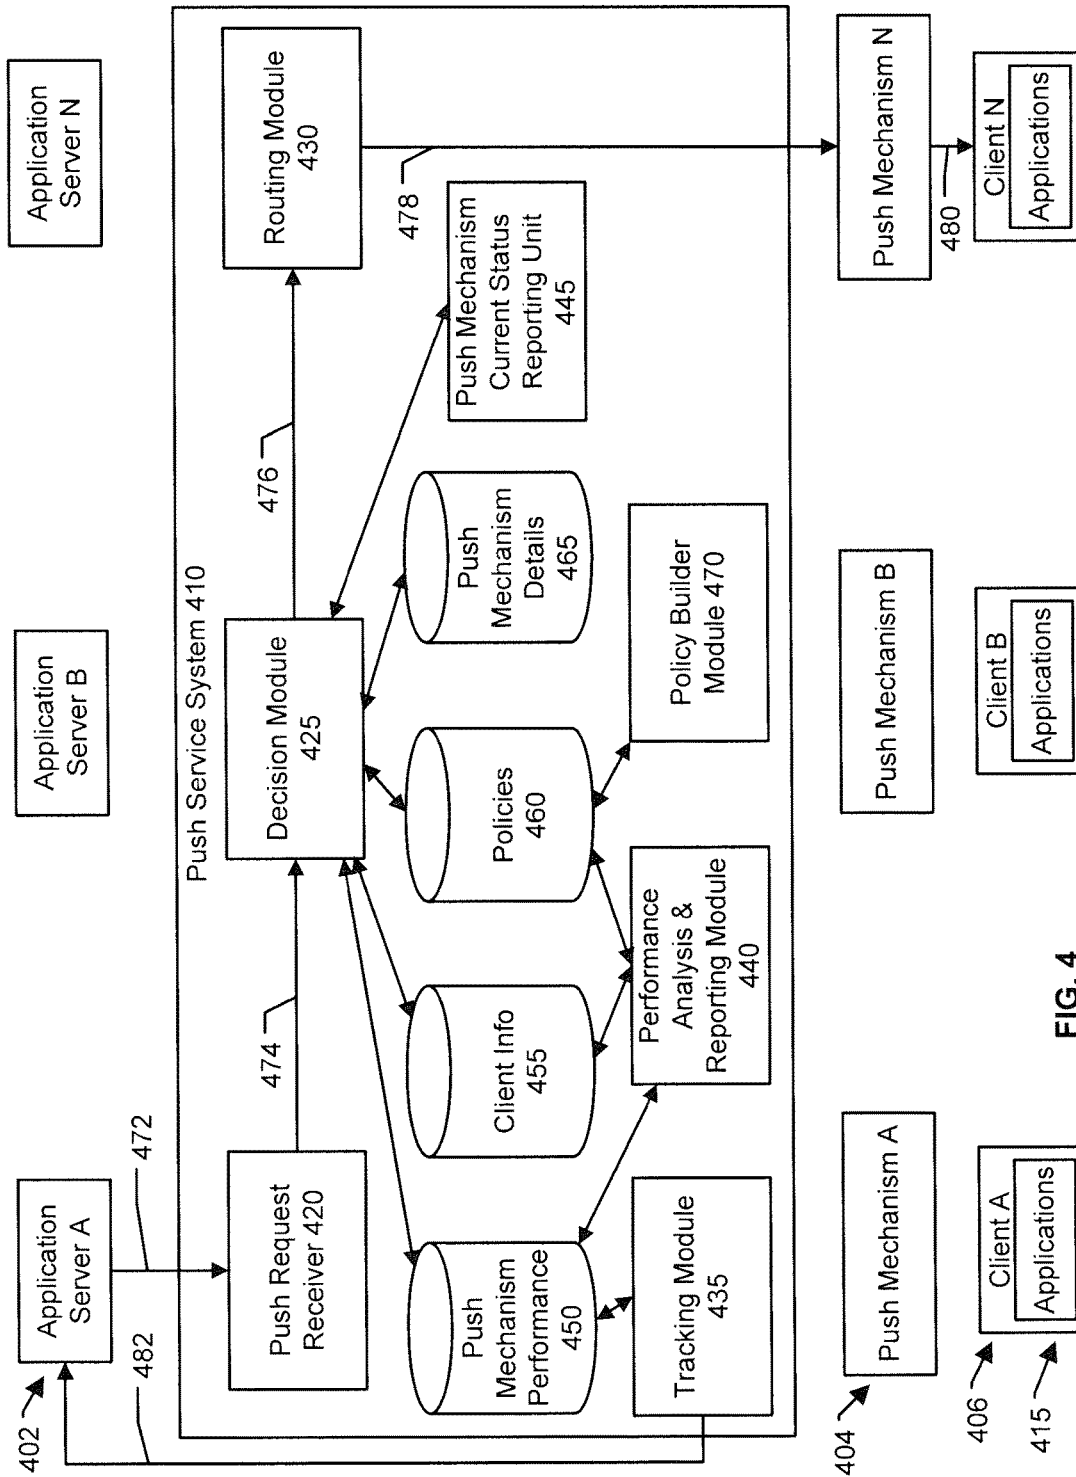 402
Application
Server A
482
472
Application
Server B
Application
Server N
Push Service System 410
Push Request
Receiver 420
474
Decision Module
425
476
Routing Module
430
478
Push
Mechanism
Performance
450
Client Info
455
Policies
460
Push
Mechanism
Details
465
Push Mechanism
Current Status
Reporting Unit
445
Tracking Module
435
Performance
Analysis &
Reporting Module
440
Policy Builder
Module 470
404
Push Mechanism A
Push Mechanism B
Push Mechanism N
480
406
Client A
Applications
415
Client B
Applications
Client N
Applications
FIG. 4